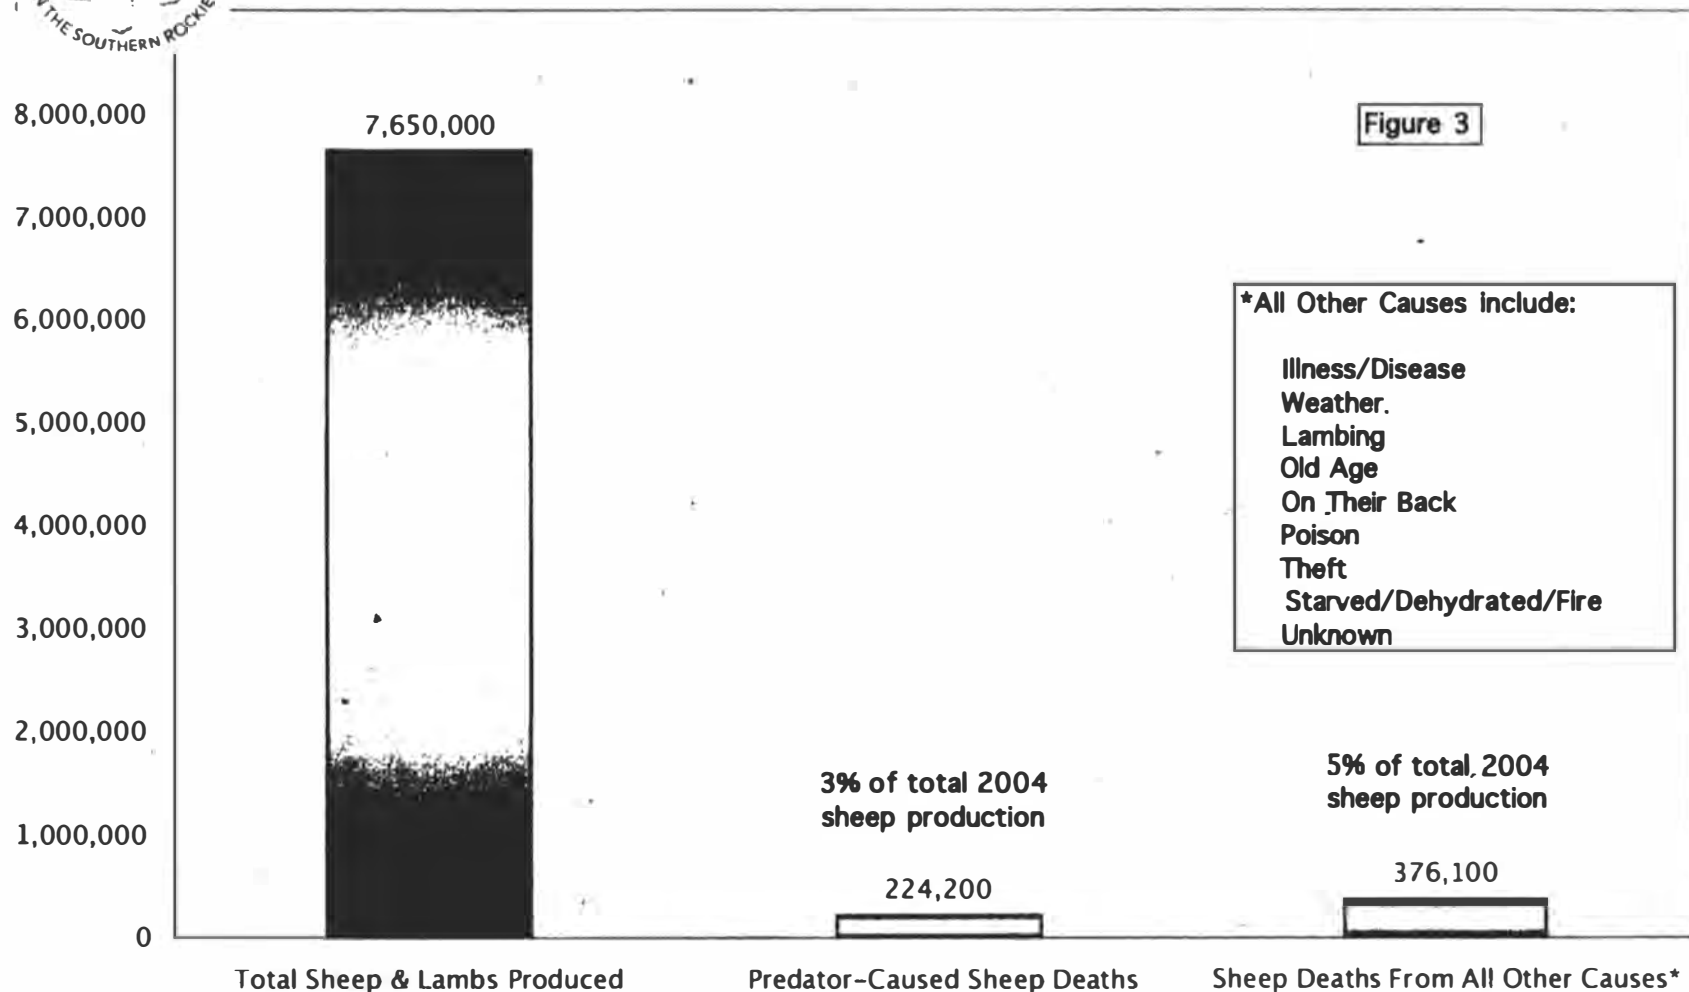 N THE SOUTHERN ROCKIE
8,000,000
7,000,000
6,000,000
5,000,000
4,000,000
3,000,000
2,000,000
1,000,000
0
7,650,000
Figure 3
*All Other Causes include:
Illness/Disease
Weather.
Lambing
Old Age
On Their Back
Poison
Theft
Starved/Dehydrated/Fire
Unknown
3% of total 2004
sheep production
224,200
5% of total 2004
sheep production
376,100
Total Sheep & Lambs Produced
Predator-Caused Sheep Deaths
Sheep Deaths From All Other Causes*